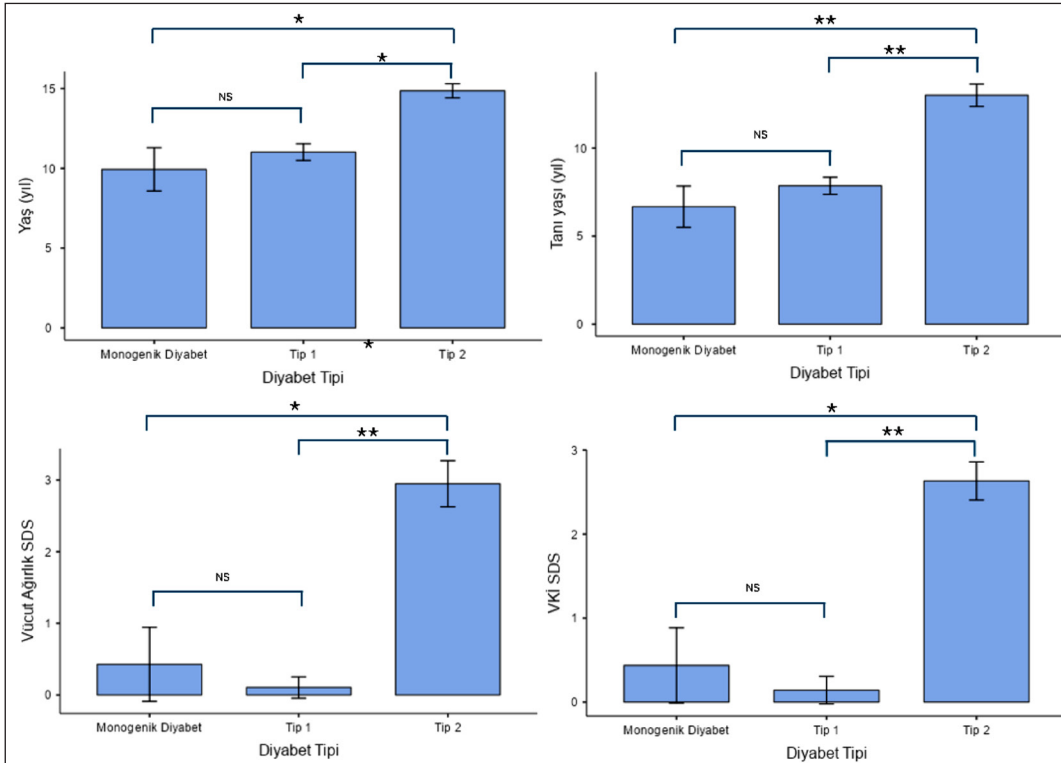 *
*
NS
15
10
5
0
Yaş (yıl)
Monogenik Diyabet
Tip 1
*
Tip 2
Diyabet Tipi
**
**
NS
10
5
0
Tanı yaşı (yıl)
Monogenik Diyabet
Tip 1
Tip 2
Diyabet Tipi
*
**
NS
3
2
1
0
Vücut Ağırlık SDS
Monogenik Diyabet
Tip 1
Tip 2
Diyabet Tipi
*
**
NS
3
2
1
0
VKİ SDS
Monogenik Diyabet
Tip 1
Tip 2
Diyabet Tipi